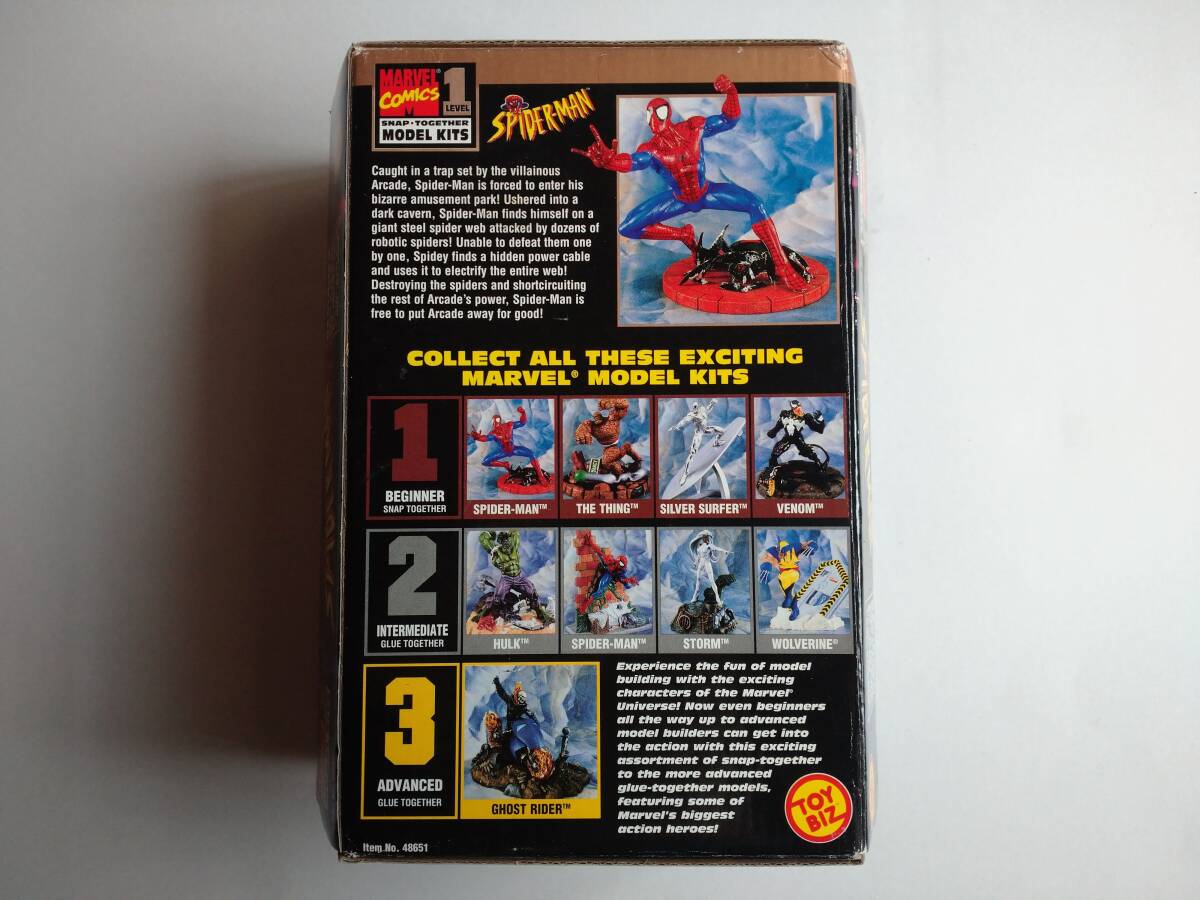 MARVEL®
COMICS
M
1
LEVEL
SNAP•TOGETHER
MODEL KITS
SPIDER-MAN™
Caught in a trap set by the villainous
Arcade, Spider-Man is forced to enter his
bizarre amusement park! Ushered into a
dark cavern, Spider-Man finds himself on a
giant steel spider web attacked by dozens of
robotic spiders! Unable to defeat them one
by one, Spidey finds a hidden power cable
and uses it to electrify the entire web!
Destroying the spiders and shortcircuiting
the rest of Arcade's power, Spider-Man is
free to put Arcade away for good!
COLLECT ALL THESE EXCITING
MARVEL® MODEL KITS
1
BEGINNER
SNAP TOGETHER
SPIDER-MAN™
THE THING™
SILVER SURFER™
VENOM™
2
INTERMEDIATE
GLUE TOGETHER
HULK™
SPIDER-MAN™
STORM™
WOLVERINE®
3
ADVANCED
GLUE TOGETHER
GHOST RIDER™
Experience the fun of model
building with the exciting
characters of the Marvel®
Universe! Now even beginners
all the way up to advanced
model builders can get into
the action with this exciting
assortment of snap-together
to the more advanced
glue-together models,
featuring some of
Marvel's biggest
action heroes!
TOY
BIZ
Item No. 48651